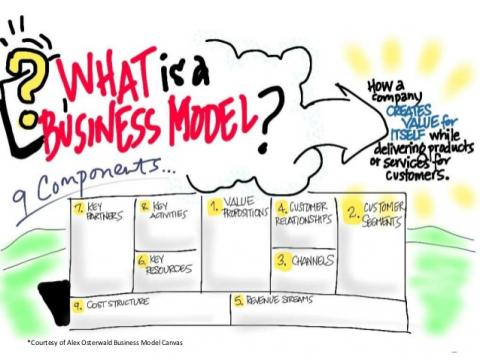 ?
WHAT is a
BUSINESS MODEL?
How a
company
CREATES
VALUE for
ITSELF while
delivering products
or services for
customers.
9 Components...
7. KEY
PARTNERS
8. KEY
ACTIVITIES
1. VALUE
PROPOSITIONS
4. CUSTOMER
RELATIONSHIPS
2. CUSTOMER
SEGMENTS
6. KEY
RESOURCES
3. CHANNELS
9. COST STRUCTURE
5. REVENUE STREAMS
*Courtesy of Alex Osterwald Business Model Canvas